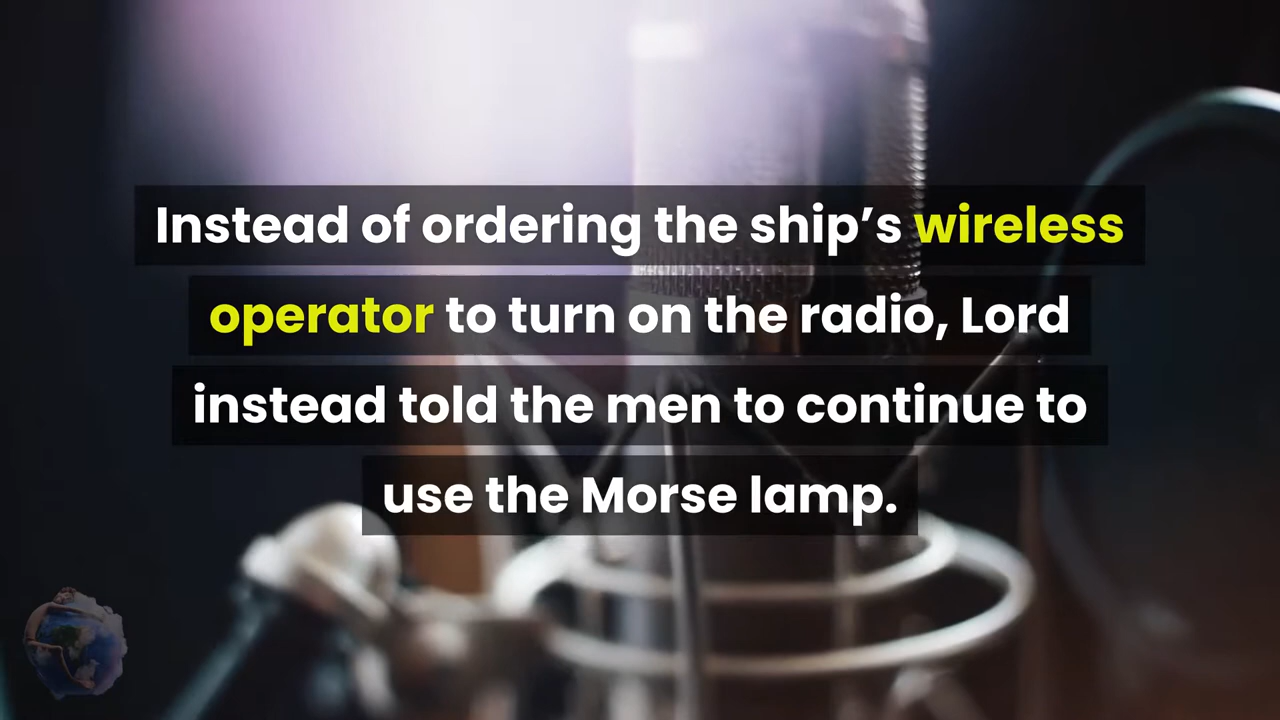 Instead of ordering the ship’s wireless
operator to turn on the radio, Lord
instead told the men to continue to
use the Morse lamp.